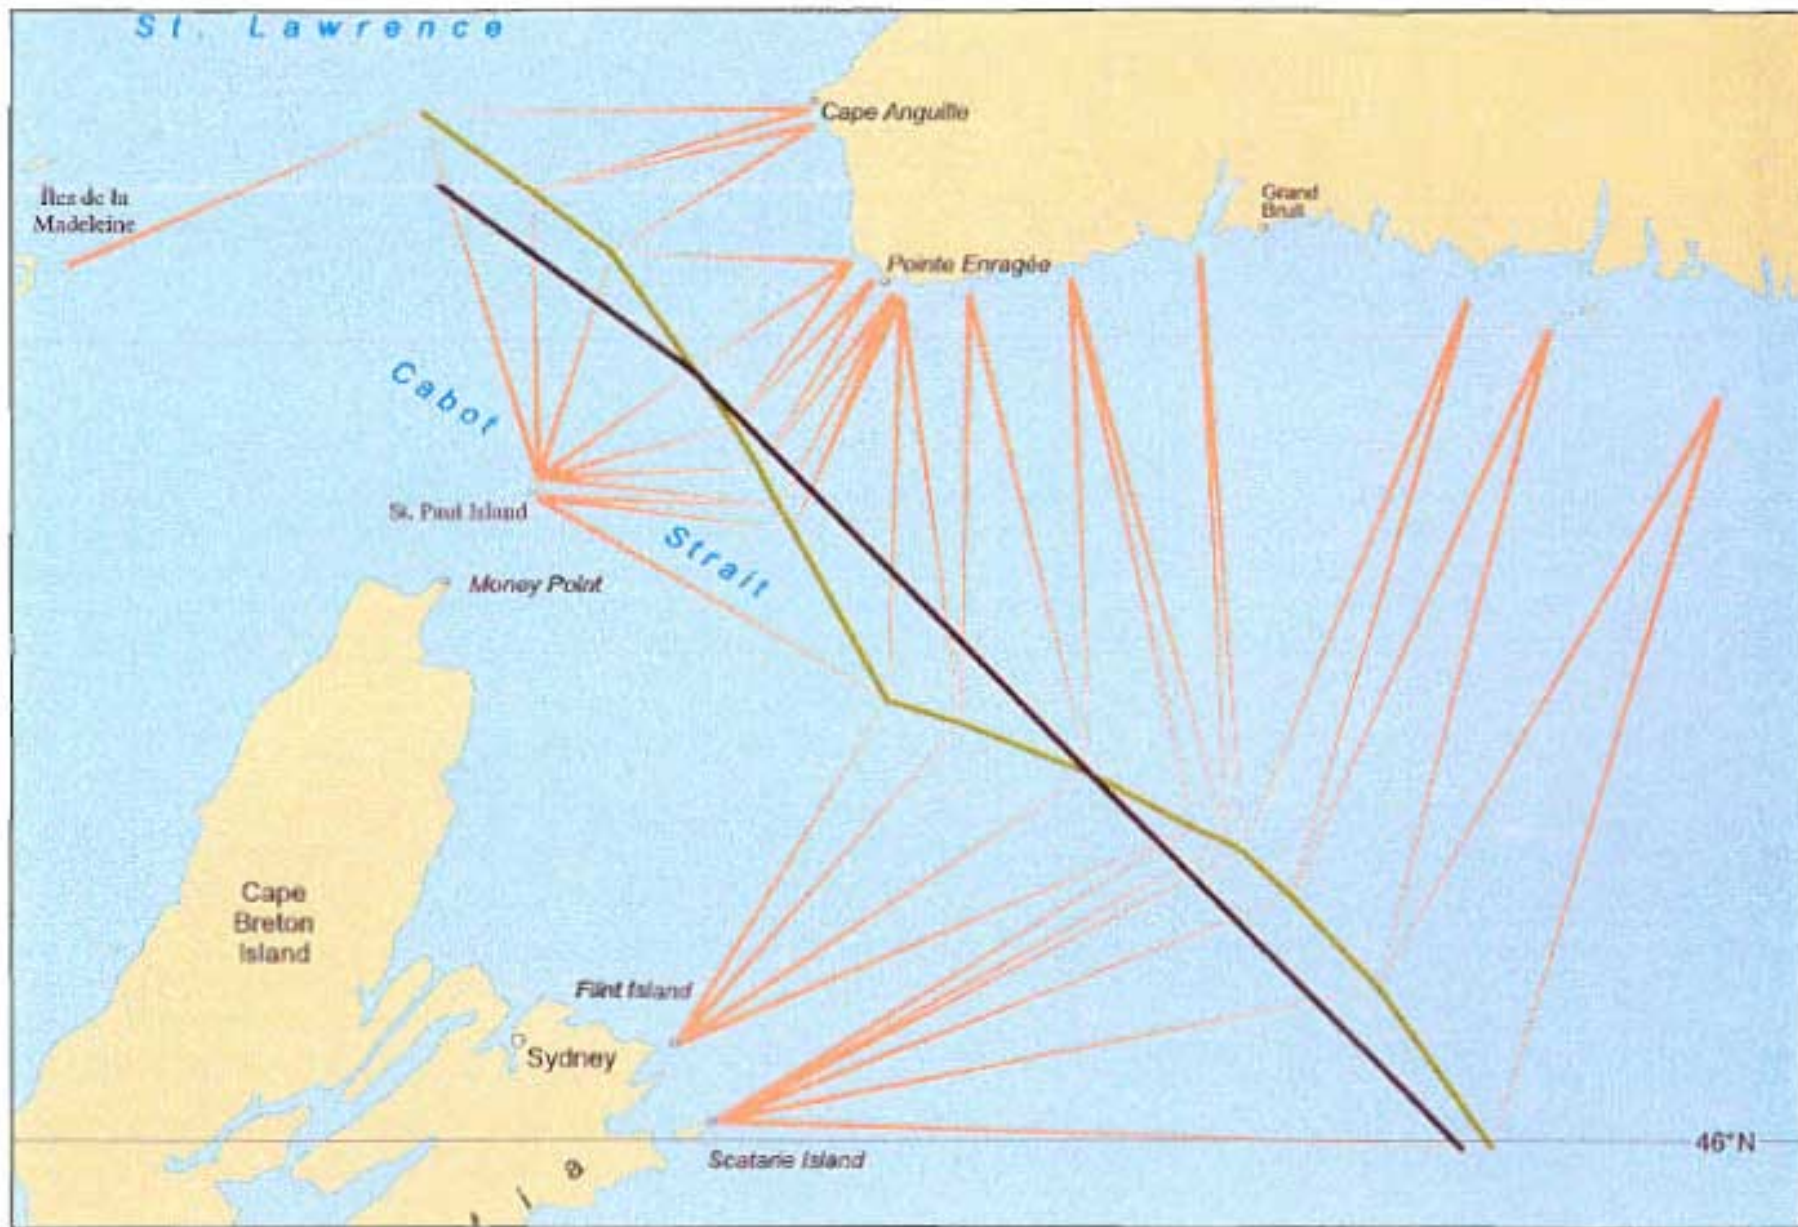 St. Lawrence
Cape Anguille
Îles de la
Madeleine
Grand
Bruit
Pointe Enragée
Cabot
St. Paul Island
Strait
Money Point
Cape
Breton
Island
Flint Island
Sydney
46°N
Scatarie Island
i a